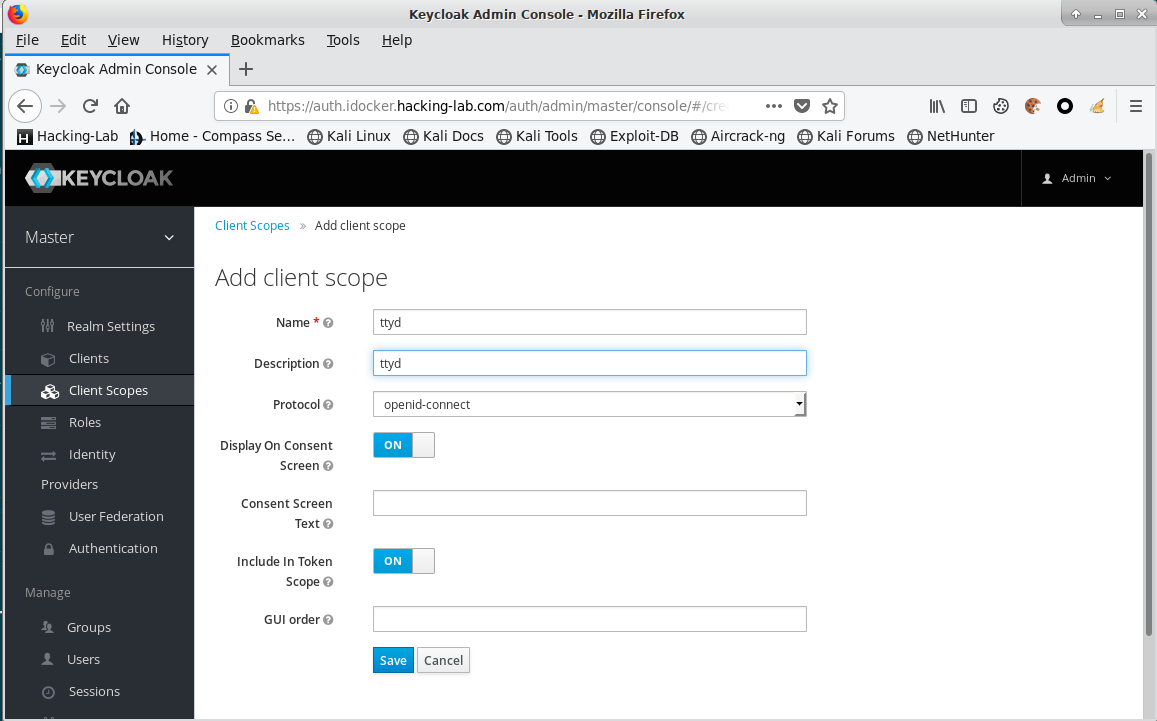 Keycloak Admin Console - Mozilla Firefox
File Edit View History Bookmarks Tools Help
Keycloak Admin Console
https://auth.idocker.hacking-lab.com/auth/admin/master/console/#/cre
Hacking-Lab Home - Compass Se... Kali Linux Kali Docs Kali Tools Exploit-DB Aircrack-ng Kali Forums NetHunter
KEYCLOAK
Admin
Master
Configure
Realm Settings
Clients
Client Scopes
Roles
Identity
Providers
User Federation
Authentication
Manage
Groups
Users
Sessions
Client Scopes » Add client scope
Add client scope
Name * ttyd
Description ttyd
Protocol openid-connect
Display On Consent
Screen
ON
Consent Screen
Text
Include In Token
Scope
ON
GUI order
Save Cancel